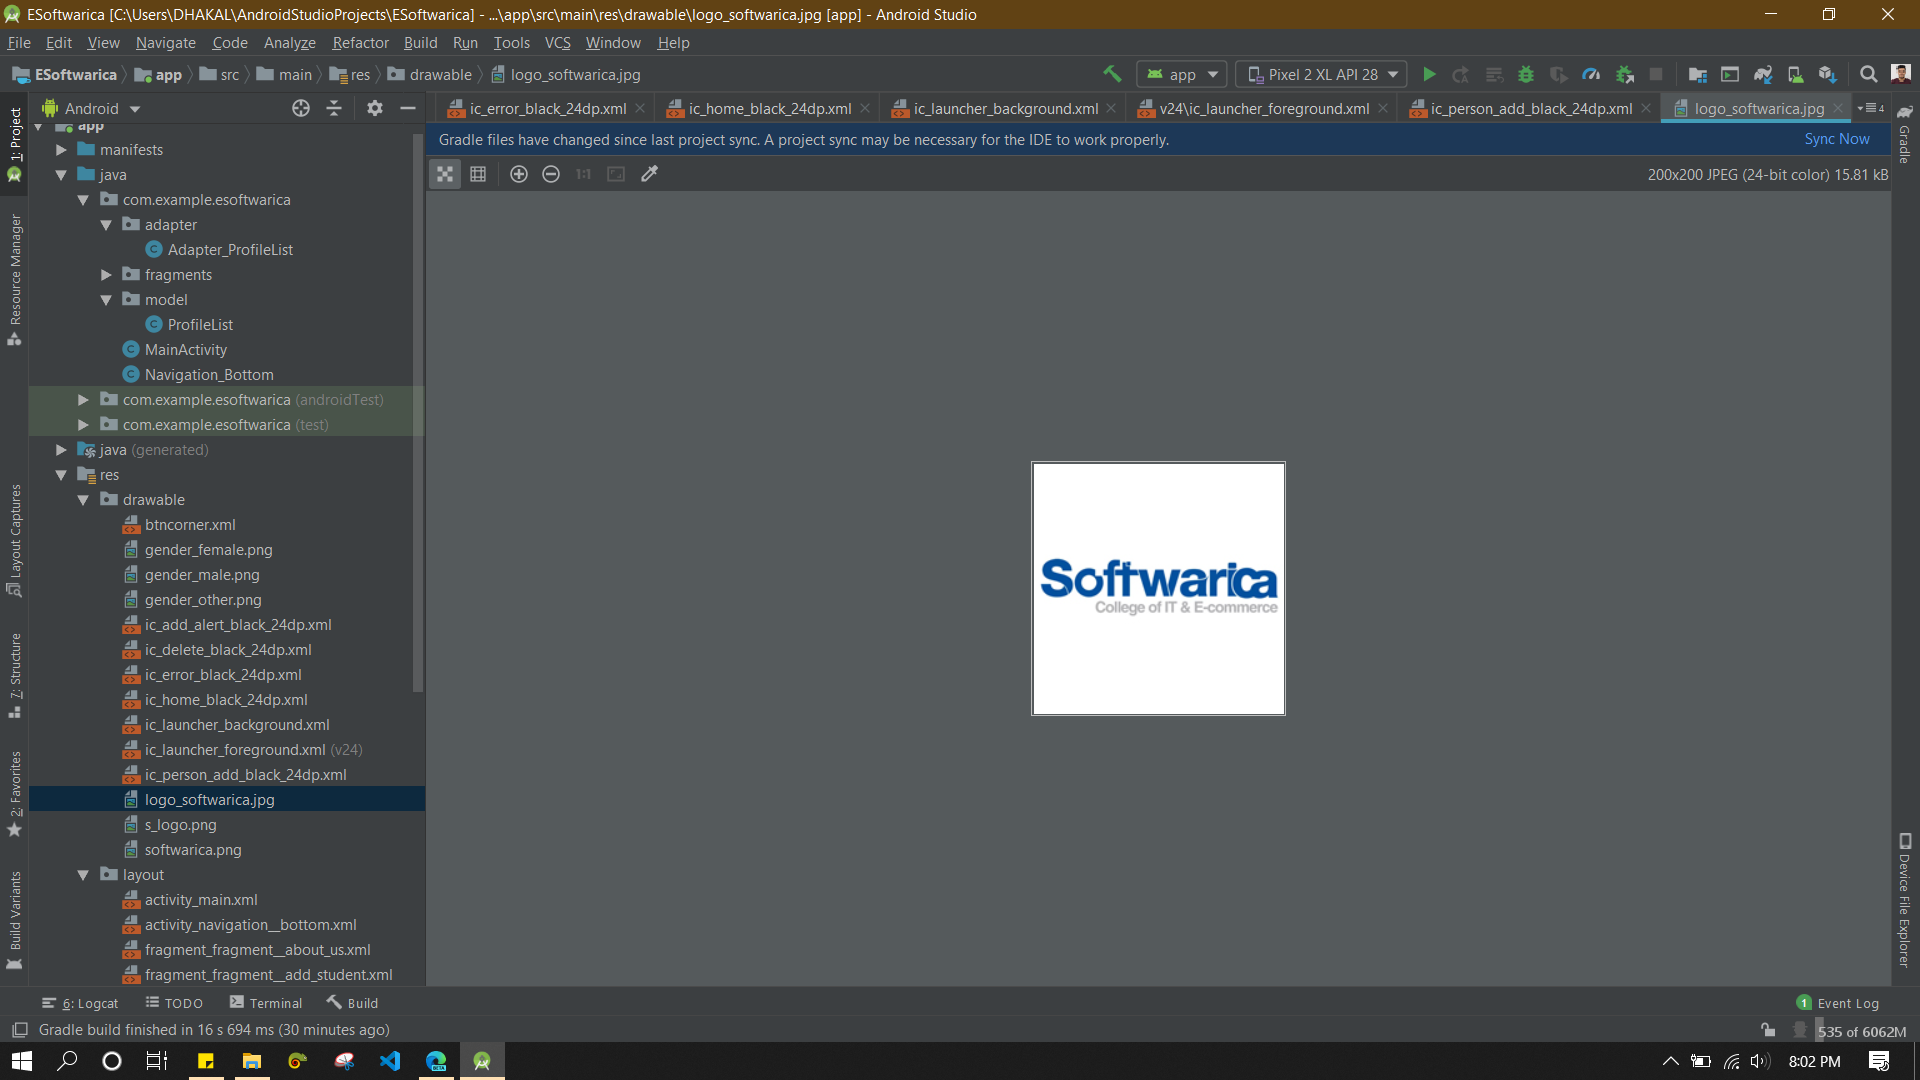 ESoftwarica [C:\Users\DHAKAL\AndroidStudioProjects\ESoftwarica] - ...\app\src\main\res\drawable\logo_softwarica.jpg [app] - Android Studio
File Edit View Navigate Code Analyze Refactor Build Run Tools VCS Window Help
ESoftwarica app src main res drawable logo_softwarica.jpg app Pixel 2 XL API 28
Android ic_error_black_24dp.xml ic_home_black_24dp.xml ic_launcher_background.xml v24\ic_launcher_foreground.xml ic_person_add_black_24dp.xml logo_softwarica.jpg 4
Gradle files have changed since last project sync. A project sync may be necessary for the IDE to work properly. Sync Now
1:1 200x200 JPEG (24-bit color) 15.81 kB
1: Project
Resource Manager
Layout Captures
7: Structure
2: Favorites
Build Variants
app
manifests
java
com.example.esoftwarica
adapter
Adapter_ProfileList
fragments
model
ProfileList
MainActivity
Navigation_Bottom
com.example.esoftwarica (androidTest)
com.example.esoftwarica (test)
java (generated)
res
drawable
btncorner.xml
gender_female.png
gender_male.png
gender_other.png
ic_add_alert_black_24dp.xml
ic_delete_black_24dp.xml
ic_error_black_24dp.xml
ic_home_black_24dp.xml
ic_launcher_background.xml
ic_launcher_foreground.xml (v24)
ic_person_add_black_24dp.xml
logo_softwarica.jpg
s_logo.png
softwarica.png
layout
activity_main.xml
activity_navigation__bottom.xml
fragment_fragment__about_us.xml
fragment_fragment__add_student.xml
Softwarica
College of IT & E-commerce
Gradle
Device File Explorer
6: Logcat TODO Terminal Build 1 Event Log
Gradle build finished in 16 s 694 ms (30 minutes ago) 535 of 6062M
BETA
8:02 PM